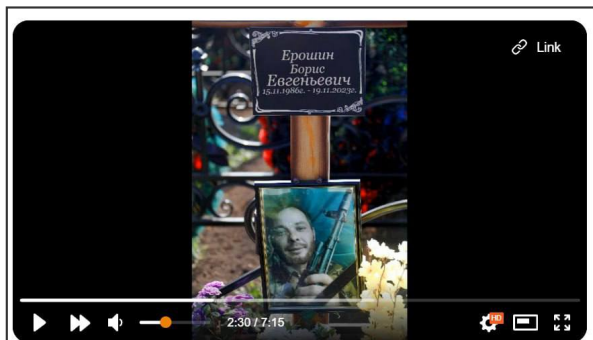 Link
Ерошин
Борис
Евгеньевич
15.11.1986г. - 19.11.2023г.
2:30 / 7:15
HD